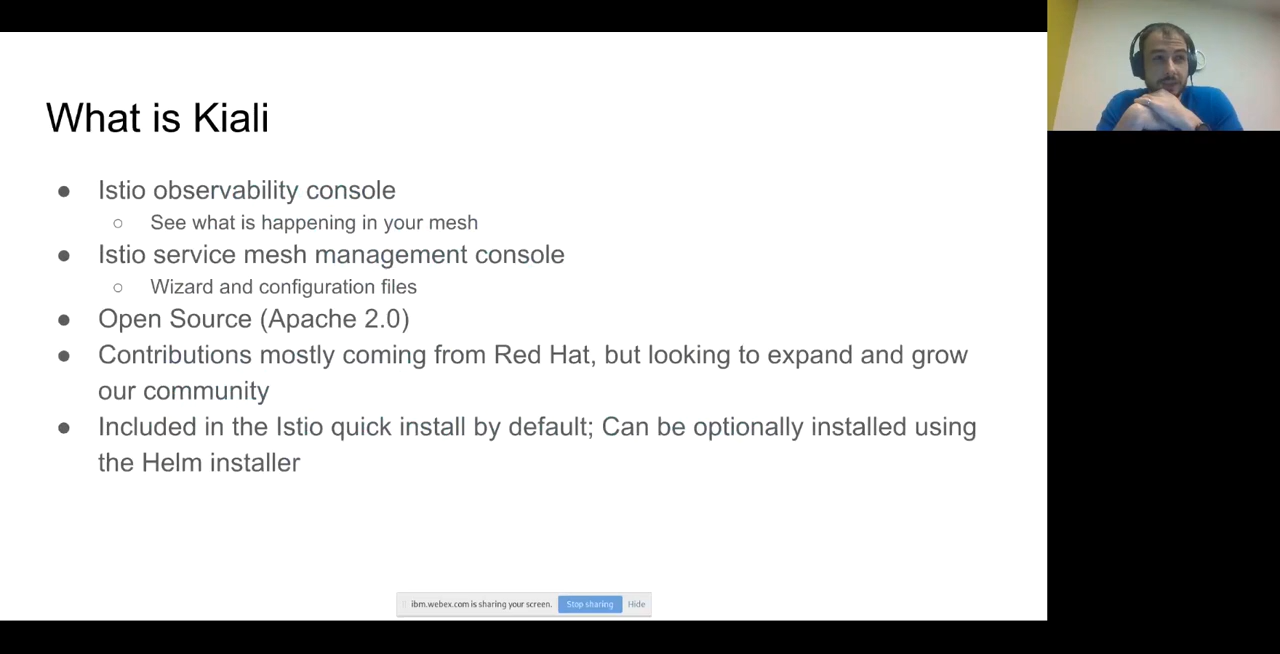 What is Kiali
● Istio observability console
○ See what is happening in your mesh
● Istio service mesh management console
○ Wizard and configuration files
● Open Source (Apache 2.0)
● Contributions mostly coming from Red Hat, but looking to expand and grow
our community
● Included in the Istio quick install by default; Can be optionally installed using
the Helm installer
ibm.webex.com is sharing your screen. Stop sharing Hide